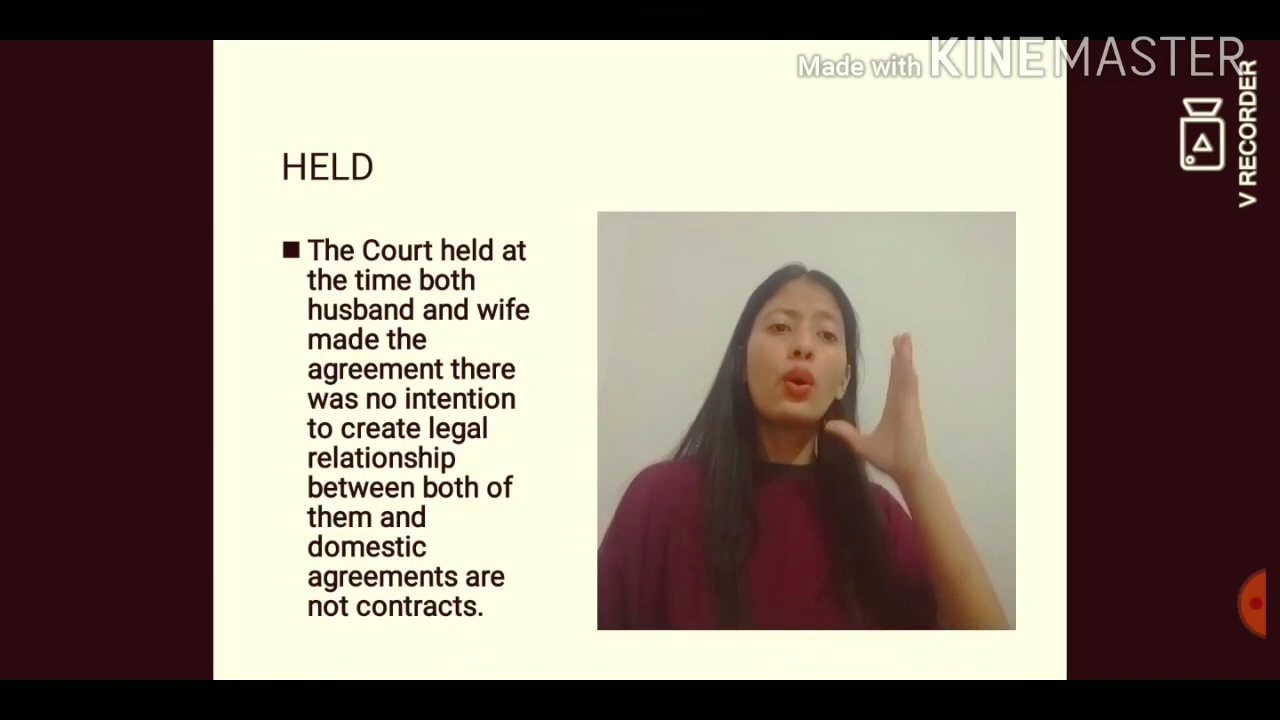 Made with KINEMASTER
V RECORDER
HELD
The Court held at
the time both
husband and wife
made the
agreement there
was no intention
to create legal
relationship
between both of
them and
domestic
agreements are
not contracts.